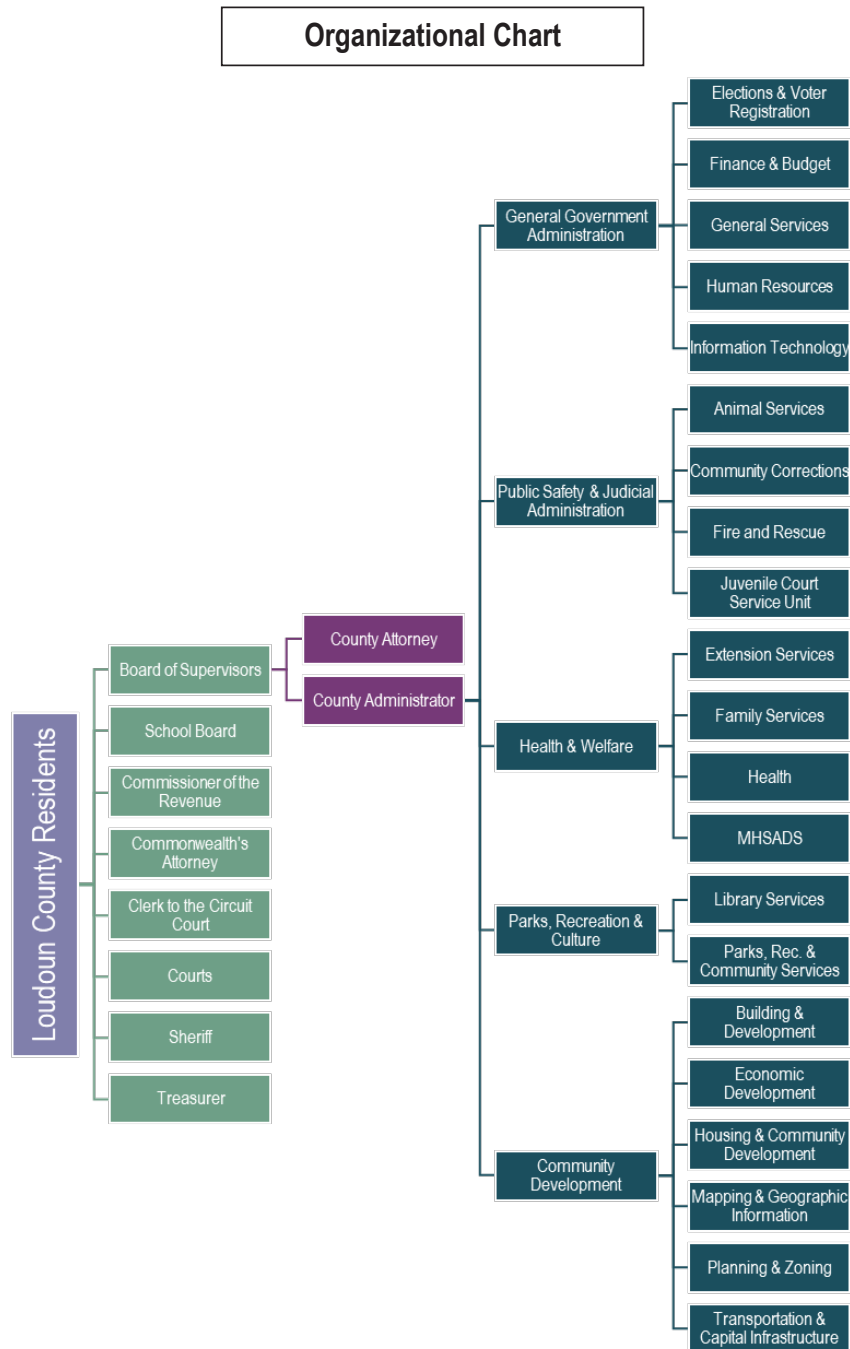 Organizational Chart
Loudoun County Residents
Board of Supervisors
School Board
Commissioner of the
Revenue
Commonwealth's
Attorney
Clerk to the Circuit
Court
Courts
Sheriff
Treasurer
County Attorney
County Administrator
General Government
Administration
Elections & Voter
Registration
Finance & Budget
General Services
Human Resources
Information Technology
Public Safety & Judicial
Administration
Animal Services
Community Corrections
Fire and Rescue
Juvenile Court
Service Unit
Health & Welfare
Extension Services
Family Services
Health
MHSADS
Parks, Recreation &
Culture
Library Services
Parks, Rec. &
Community Services
Community
Development
Building &
Development
Economic
Development
Housing & Community
Development
Mapping & Geographic
Information
Planning & Zoning
Transportation &
Capital Infrastructure